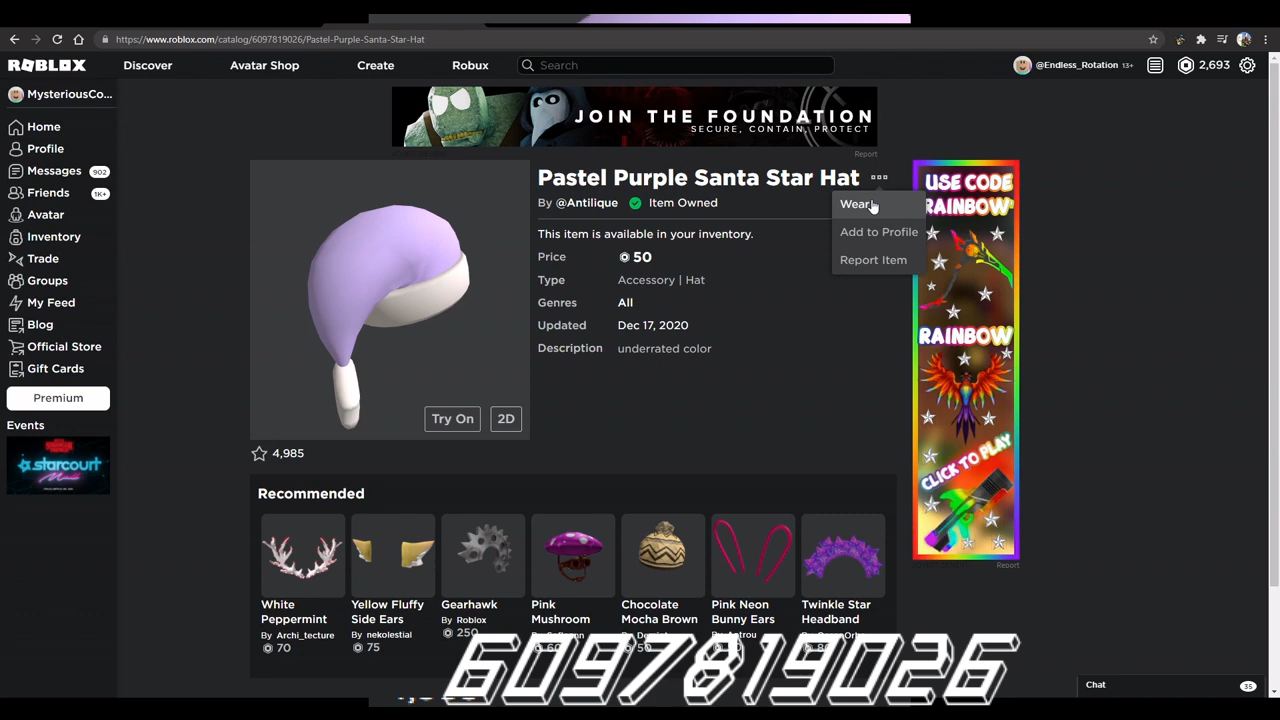 https://www.roblox.com/catalog/6097819026/Pastel-Purple-Santa-Star-Hat
ROBLOX
Discover
Avatar Shop
Create
Robux
Search
@Endless_Rotation 13+
2,693
MysteriousCo...
Home
Profile
Messages 902
Friends 1K+
Avatar
Inventory
Trade
Groups
My Feed
Blog
Official Store
Gift Cards
Premium
Events
starcourt
JOIN THE FOUNDATION
SECURE, CONTAIN, PROTECT
Report
Pastel Purple Santa Star Hat
By @Antilique Item Owned
This item is available in your inventory.
Price 50
Type Accessory | Hat
Genres All
Updated Dec 17, 2020
Description underrated color
Wear
Add to Profile
Report Item
Try On
2D
4,985
USE CODE
RAINBOW'
RAINBOW
CLICK TO PLAY
Report
Recommended
White
Peppermint
By Archi_tecture
70
Yellow Fluffy
Side Ears
By nekolestial
75
Gearhawk
By Roblox
250
Pink
Mushroom
Chocolate
Mocha Brown
Pink Neon
Bunny Ears
Twinkle Star
Headband
6097819026
Chat
35